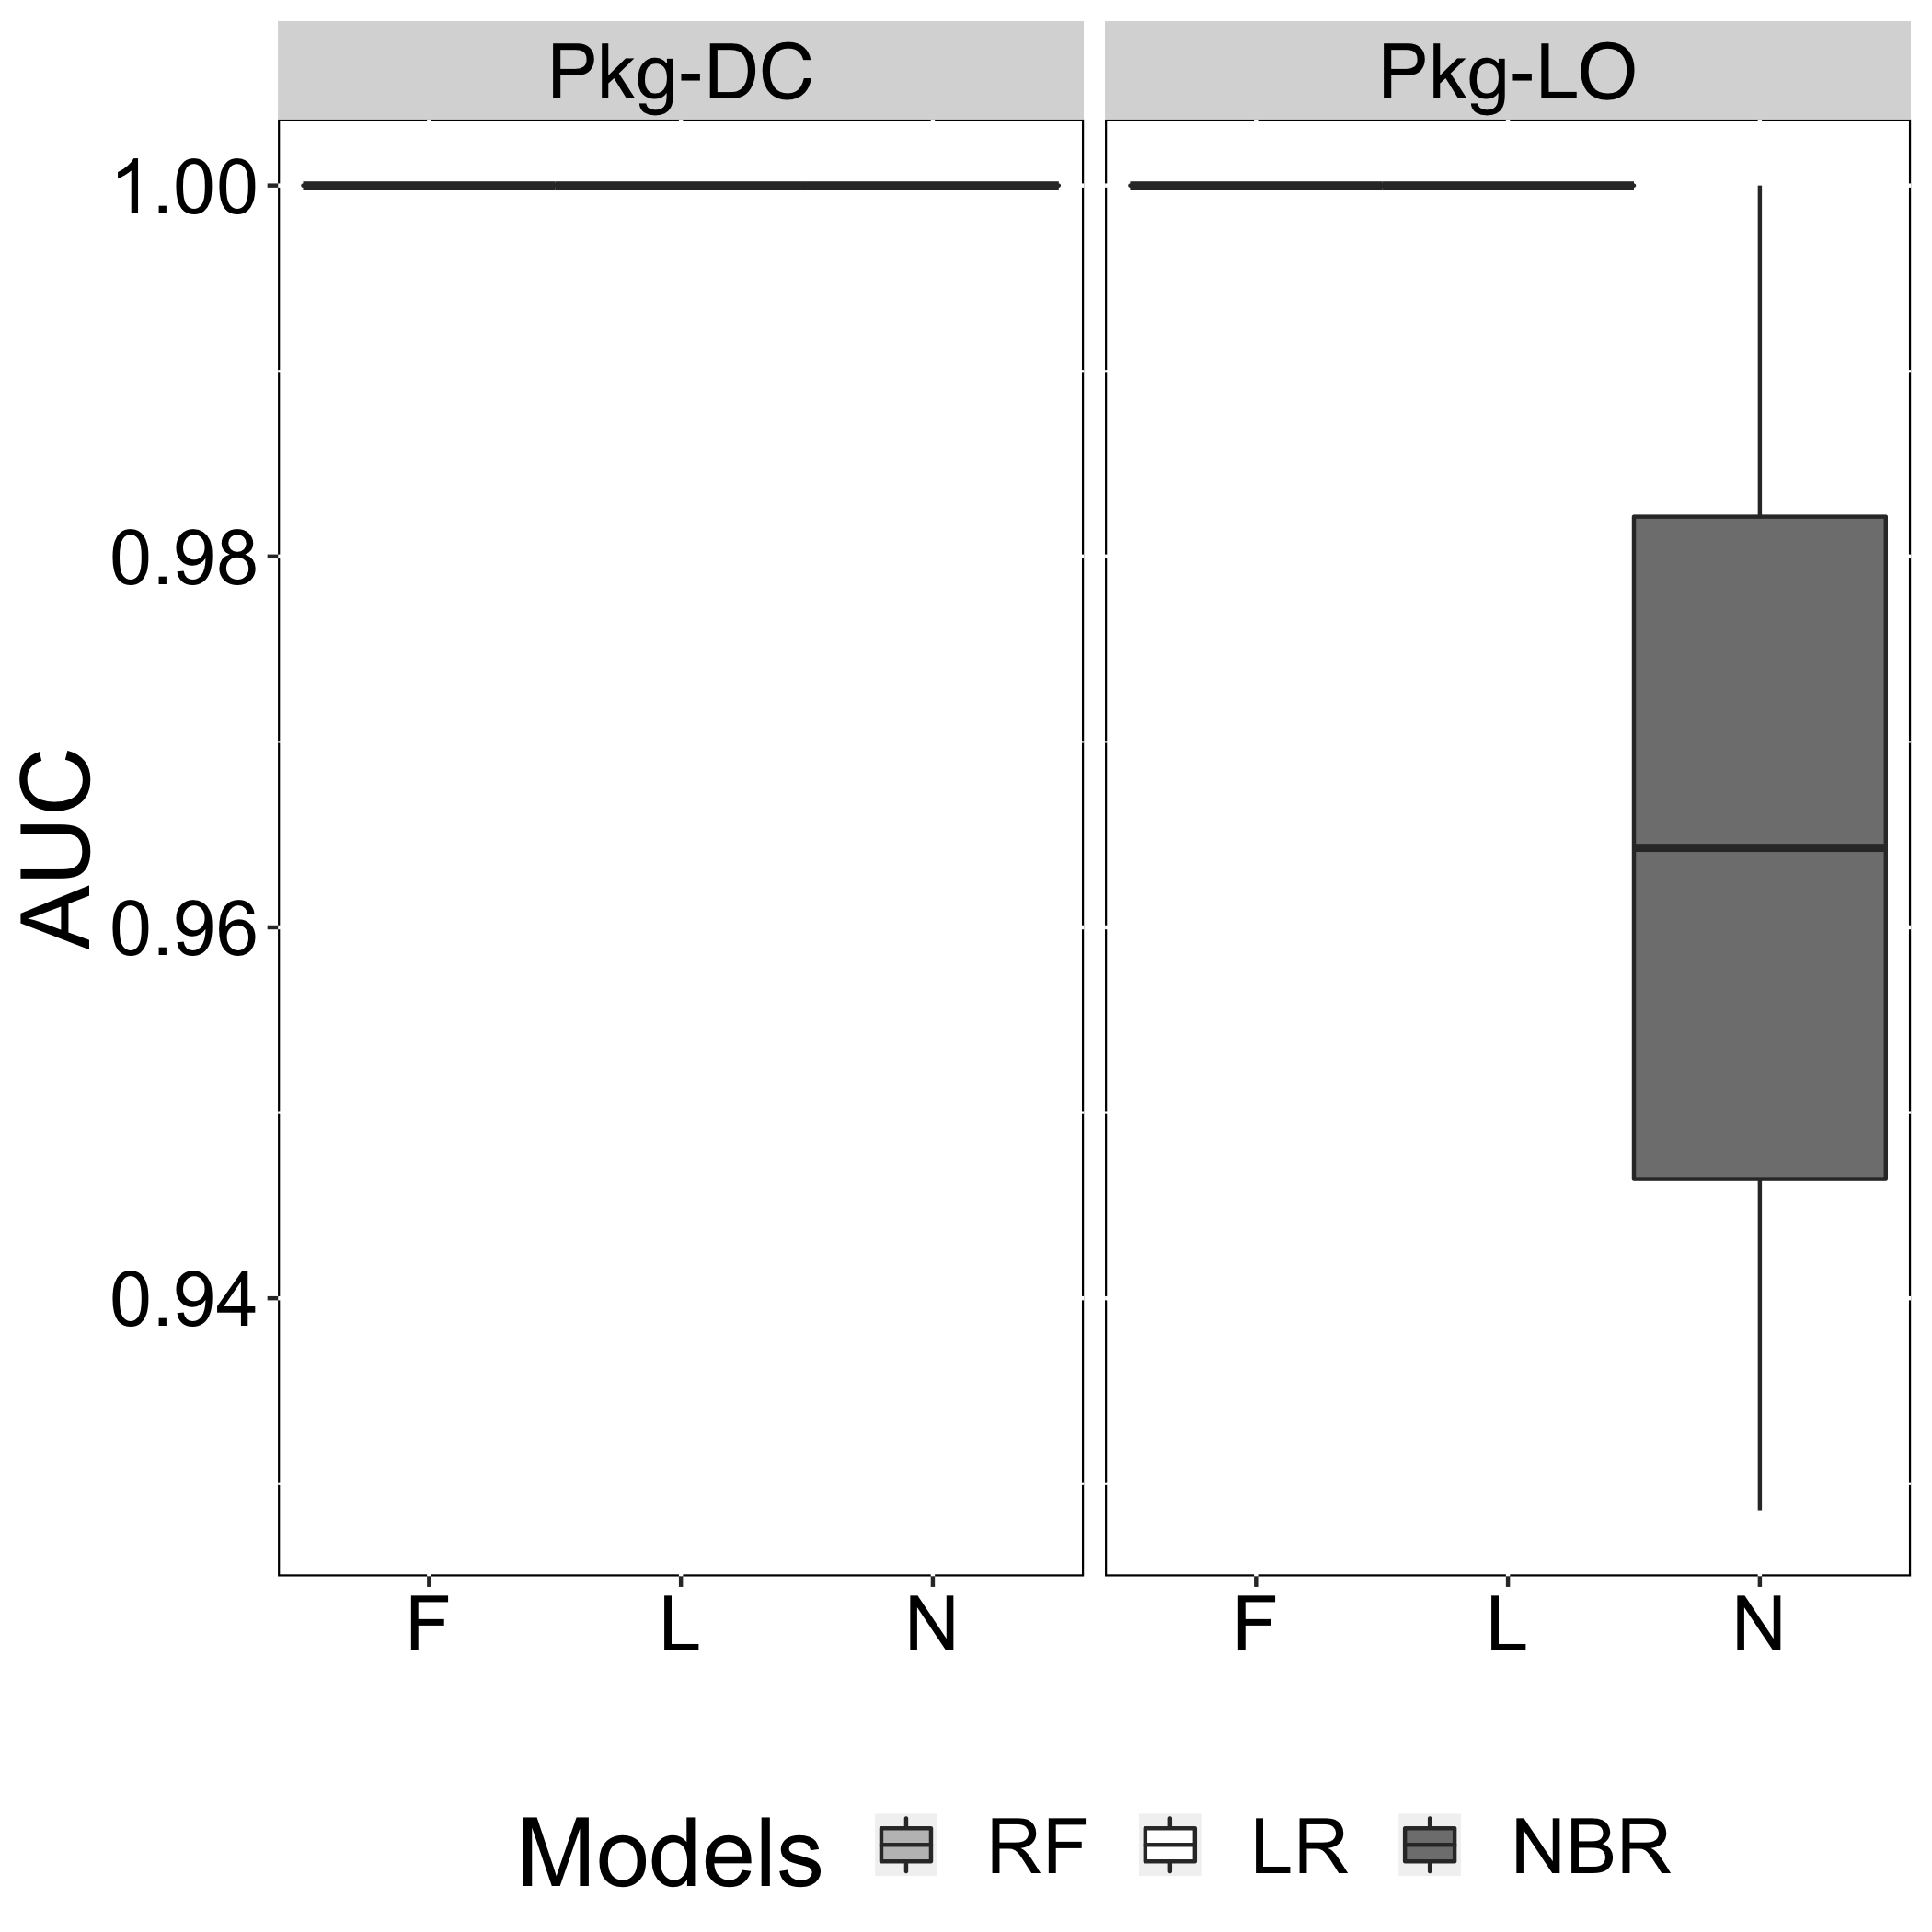 Pkg-DC Pkg-LO
1.00
0.98
0.96
0.94
AUC
F L N F L N
Models RF LR NBR